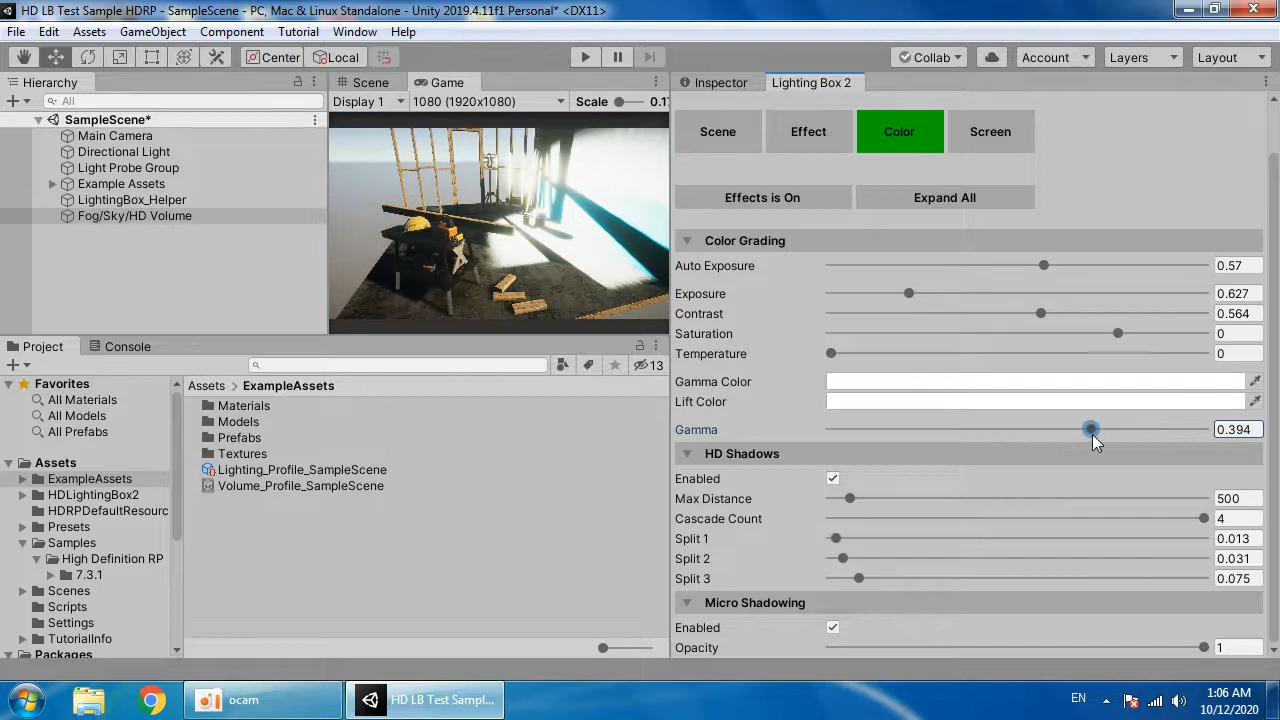 HD LB Test Sample HDRP - SampleScene - PC, Mac & Linux Standalone - Unity 2019.4.11f1 Personal* <DX11>
File Edit Assets GameObject Component Tutorial Window Help
Center Local Collab Account Layers Layout
Hierarchy
All
SampleScene*
Main Camera
Directional Light
Light Probe Group
Example Assets
LightingBox_Helper
Fog/Sky/HD Volume
Scene Game
Display 1 1080 (1920x1080) Scale 0.17
Inspector Lighting Box 2
Scene Effect Color Screen
Effects is On Expand All
Color Grading
Auto Exposure 0.57
Exposure 0.627
Contrast 0.564
Saturation 0
Temperature 0
Gamma Color
Lift Color
Gamma 0.394
HD Shadows
Enabled
Max Distance 500
Cascade Count 4
Split 1 0.013
Split 2 0.031
Split 3 0.075
Micro Shadowing
Enabled
Opacity 1
Project Console
13
Favorites
All Materials
All Models
All Prefabs
Assets
ExampleAssets
HDLightingBox2
HDRPDefaultResourc
Presets
Samples
High Definition RP
7.3.1
Scenes
Scripts
Settings
TutorialInfo
Packages
Assets > ExampleAssets
Materials
Models
Prefabs
Textures
Lighting_Profile_SampleScene
Volume_Profile_SampleScene
ocam
HD LB Test Sampl...
EN
1:06 AM
10/12/2020